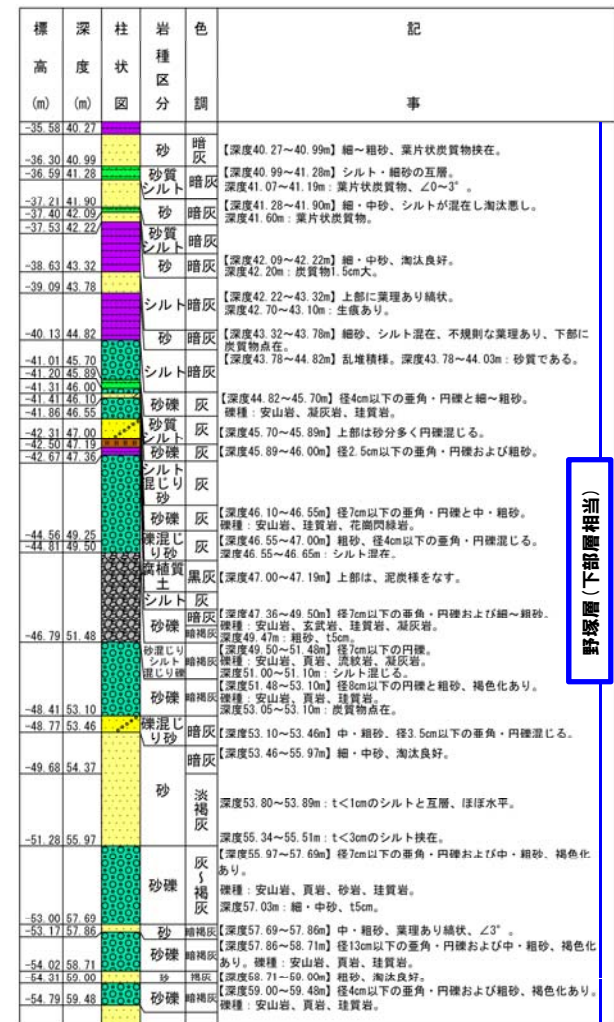 標高(m) 深度(m) 柱状図 岩種区分 色調 記事
-35.58 40.27
-36.30 40.99
-36.59 41.28
-37.21 41.90
-37.40 42.09
-37.53 42.22
-38.63 43.32
-39.09 43.78
-40.13 44.82
-41.01 45.70
-41.20 45.89
-41.31 46.00
-41.41 46.10
-41.86 46.55
-42.31 47.00
-42.50 47.19
-42.67 47.36
-44.56 49.25
-44.81 49.50
-46.79 51.48
-48.41 53.10
-48.77 53.46
-49.68 54.37
-51.28 55.97
-53.00 57.69
-53.17 57.86
-54.02 58.71
-54.31 59.00
-54.79 59.48
砂 暗灰
砂質シルト 暗灰
砂 暗灰
砂質シルト 暗灰
砂 暗灰
シルト 暗灰
砂 暗灰
シルト 暗灰
砂礫 灰
砂質シルト 灰
砂礫 灰
シルト混じり砂 灰
砂礫 灰
礫混じり砂 灰
腐植質土 黒灰
シルト 灰
砂礫 暗灰
暗褐灰
砂混じりシルト混じり礫 暗褐灰
砂礫 暗褐灰
礫混じり砂 暗灰
砂 暗灰
淡褐灰
砂礫 灰~褐灰
砂 暗褐灰
砂礫 暗褐灰
砂 褐灰
砂礫 暗褐灰
【深度40.27~40.99m】細~粗砂、葉片状炭質物挟在。
【深度40.99~41.28m】シルト・細砂の互層。
深度41.07~41.19m:葉片状炭質物、∠0~3°。
【深度41.28~41.90m】細・中砂、シルトが混在し淘汰悪し。
深度41.60m:葉片状炭質物。
【深度42.09~42.22m】細・中砂、淘汰良好。
深度42.20m:炭質物1.5cm大。
【深度42.22~43.32m】上部に葉理あり縞状。
深度42.70~43.10m:生痕あり。
【深度43.32~43.78m】細砂、シルト混在、不規則な葉理あり、下部に
炭質物点在。
【深度43.78~44.82m】乱堆積様。深度43.78~44.03m:砂質である。
【深度44.82~45.70m】径4cm以下の亜角・円礫と細~粗砂。
礫種:安山岩、凝灰岩、珪質岩。
【深度45.70~45.89m】上部は砂分多く円礫混じる。
【深度45.89~46.00m】径2.5cm以下の亜角・円礫および粗砂。
【深度46.10~46.55m】径7cm以下の亜角・円礫と中・粗砂。
礫種:安山岩、珪質岩、花崗閃緑岩。
【深度46.55~47.00m】粗砂、径4cm以下の亜角・円礫混じる。
深度46.55~46.65m:シルト混在。
【深度47.00~47.19m】上部は、泥炭様をなす。
【深度47.36~49.50m】径7cm以下の亜角・円礫および細~粗砂。
礫種:安山岩、玄武岩、珪質岩、凝灰岩。
深度49.47m:粗砂、t5cm。
【深度49.50~51.48m】径7cm以下の円礫。
礫種:安山岩、頁岩、流紋岩、凝灰岩。
深度51.00~51.10m:シルト混じる。
【深度51.48~53.10m】径8cm以下の円礫と粗砂、褐色化あり。
礫種:安山岩、頁岩、珪質岩。
深度53.05~53.10m:炭質物点在。
【深度53.10~53.46m】中・粗砂、径3.5cm以下の亜角・円礫混じる。
【深度53.46~55.97m】細・中砂、淘汰良好。
深度53.80~53.89m:t<1cmのシルトと互層、ほぼ水平。
深度55.34~55.51m:t<3cmのシルト挟在。
【深度55.97~57.69m】径7cm以下の亜角・円礫および中・粗砂、褐色化
あり。
礫種:安山岩、頁岩、砂岩、珪質岩。
深度57.03m:細・中砂、t5cm。
【深度57.69~57.86m】中・粗砂、葉理あり縞状、∠3°。
【深度57.86~58.71m】径13cm以下の亜角・円礫および中・粗砂、褐色化
あり。礫種:安山岩、頁岩、珪質岩。
【深度58.71~59.00m】粗砂、淘汰良好。
【深度59.00~59.48m】径4cm以下の亜角・円礫および粗砂、褐色化あり。
礫種:安山岩、頁岩、珪質岩。
野塚層(下部層相当)